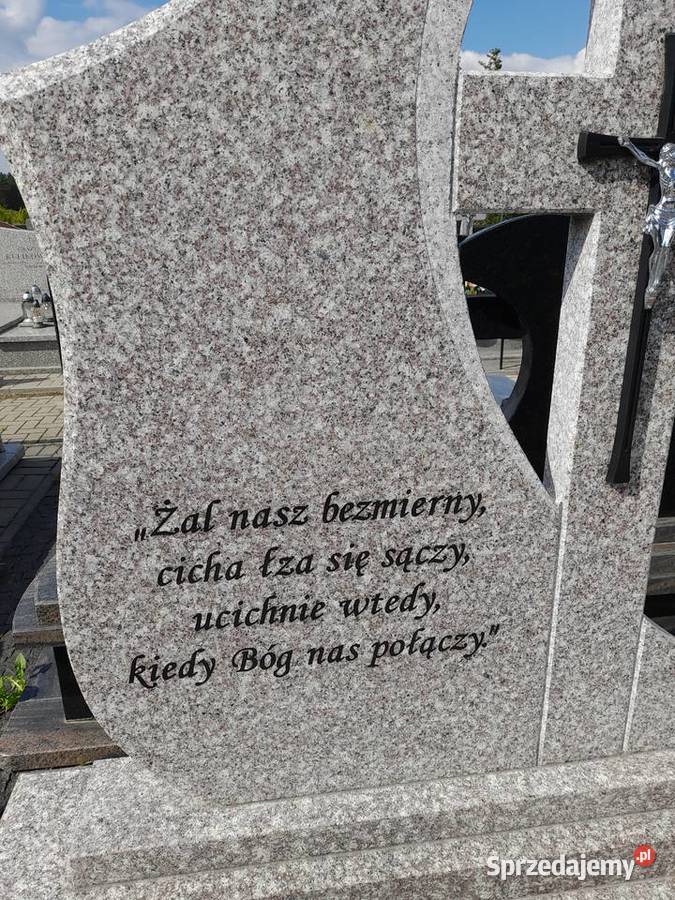 „Żal nasz bezmierny,
cicha łza się sączy,
ucichnie wtedy,
kiedy Bóg nas połączy."
Sprzedajemy.pl